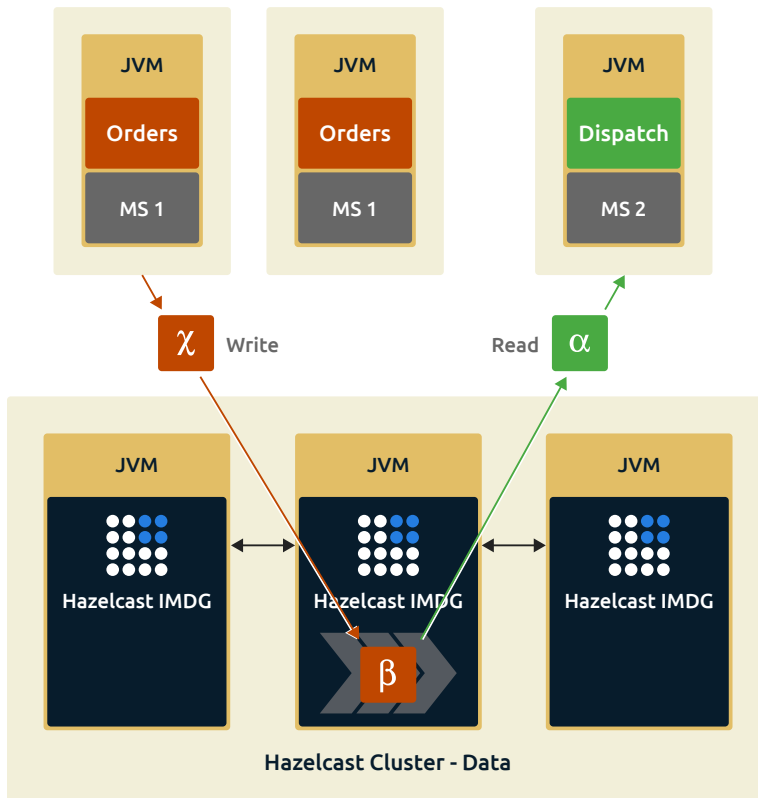 JVM
Orders
MS 1
JVM
Orders
MS 1
JVM
Dispatch
MS 2
χ
Write
Read
α
JVM
Hazelcast IMDG
JVM
Hazelcast IMDG
β
JVM
Hazelcast IMDG
Hazelcast Cluster - Data